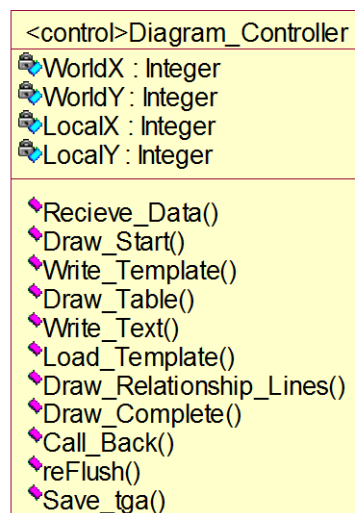 <control>Diagram_Controller
WorldX : Integer
WorldY : Integer
LocalX : Integer
LocalY : Integer
Recieve_Data()
Draw_Start()
Write_Template()
Draw_Table()
Write_Text()
Load_Template()
Draw_Relationship_Lines()
Draw_Complete()
Call_Back()
reFlush()
Save_tga()